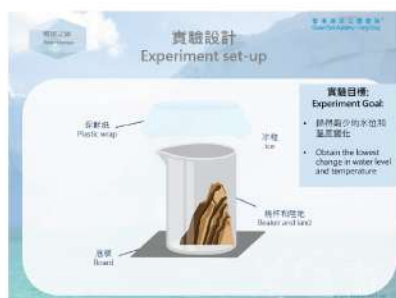 實驗設計
Experiment set-up
實驗目標:
Experiment Goal:
保鮮紙
Plastic wrap
Ice
Obtain the lowest
change in water level
and temperature
燒杯和陸地
Beaker and land
底板
Board